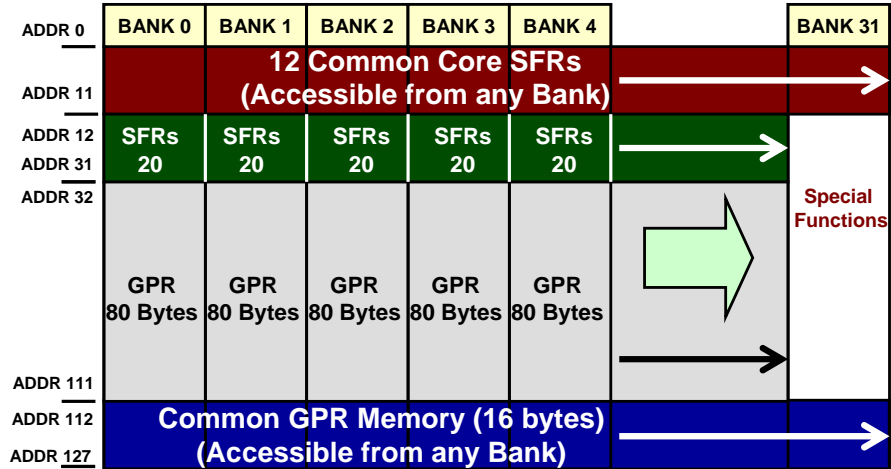 ADDR 0
BANK 0
BANK 1
BANK 2
BANK 3
BANK 4
BANK 31
12 Common Core SFRs
(Accessible from any Bank)
ADDR 11
ADDR 12
ADDR 31
SFRs
20
SFRs
20
SFRs
20
SFRs
20
SFRs
20
ADDR 32
Special
Functions
GPR
80 Bytes
GPR
80 Bytes
GPR
80 Bytes
GPR
80 Bytes
GPR
80 Bytes
ADDR 111
ADDR 112
Common GPR Memory (16 bytes)
(Accessible from any Bank)
ADDR 127